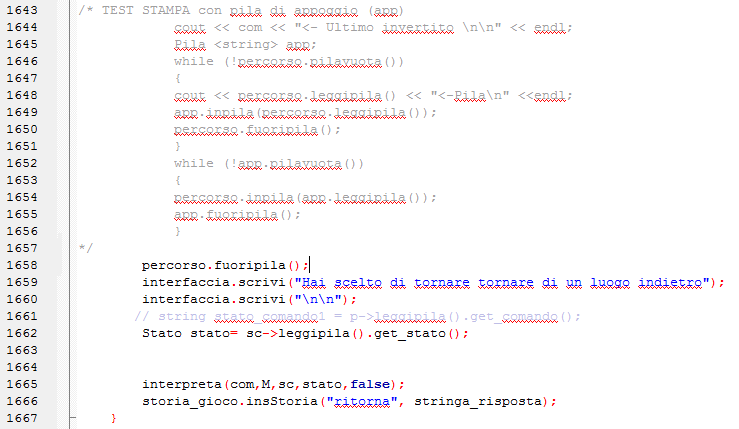 1643 /* TEST STAMPA con pila di appoggio (app)
1644 cout << com << "<- Ultimo invertito \n\n" << endl;
1645 Pila <string> app;
1646 while (!percorso.pilavuota())
1647 {
1648 cout << percorso.leggipila() << "<-Pila\n" <<endl;
1649 app.inpila(percorso.leggipila());
1650 percorso.fuoripila();
1651 }
1652 while (!app.pilavuota())
1653 {
1654 percorso.inpila(app.leggipila());
1655 app.fuoripila();
1656 }
1657 */
1658 percorso.fuoripila();
1659 interfaccia.scrivi("Hai scelto di tornare tornare di un luogo indietro");
1660 interfaccia.scrivi("\n\n");
1661 // string stato_comando1 = p->leggipila().get_comando();
1662 Stato stato= sc->leggipila().get_stato();
1663
1664
1665 interpreta(com,M,sc,stato,false);
1666 storia_gioco.insStoria("ritorna", stringa_risposta);
1667 }